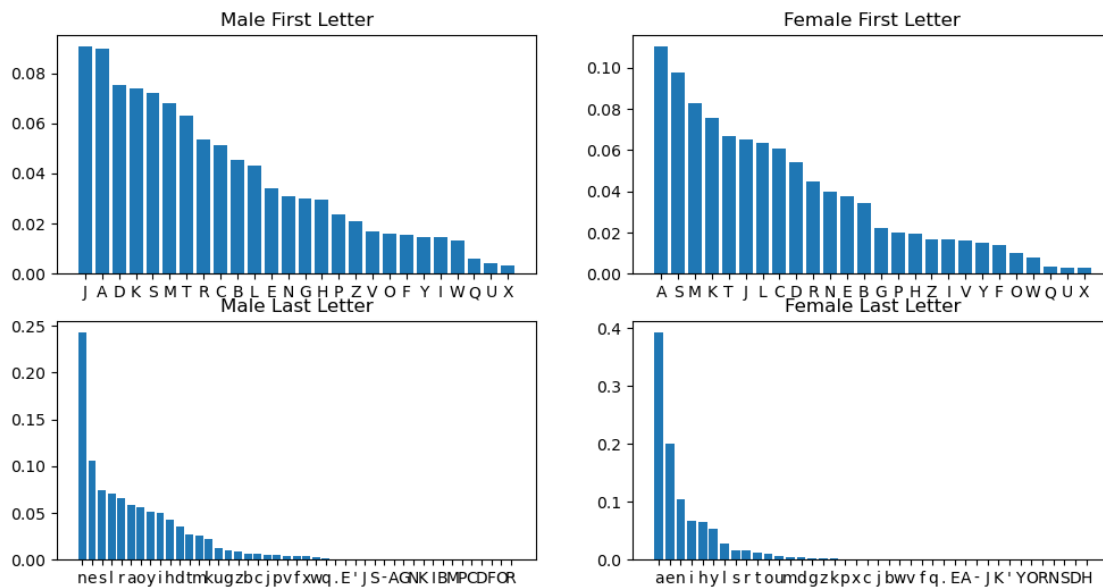 Male First Letter
0.08
0.06
0.04
0.02
0.00
J A D K S M T R C B L E N G H P Z V O F Y I W Q U X
Female First Letter
0.10
0.08
0.06
0.04
0.02
0.00
A S M K T J L C D R N E B G P H Z I V Y F O W Q U X
Male Last Letter
0.25
0.20
0.15
0.10
0.05
0.00
n e s l r a o y i h d t m k u g z b c j p v f x w q . E ' J S - A G N K I B M P C D F O R
Female Last Letter
0.4
0.3
0.2
0.1
0.0
a e n i h y l s r t o u m d g z k p x c j b w v f q . E A - J K ' Y O R N S D H